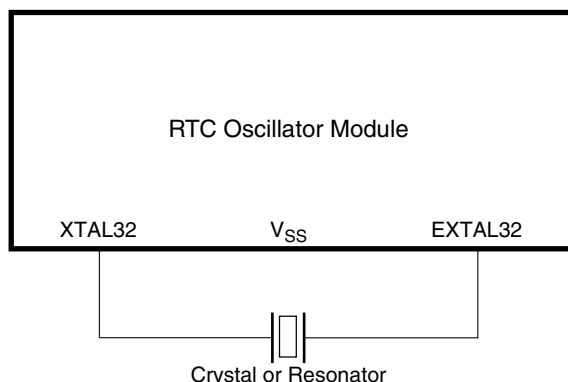 RTC Oscillator Module
XTAL32 VSS EXTAL32
Crystal or Resonator